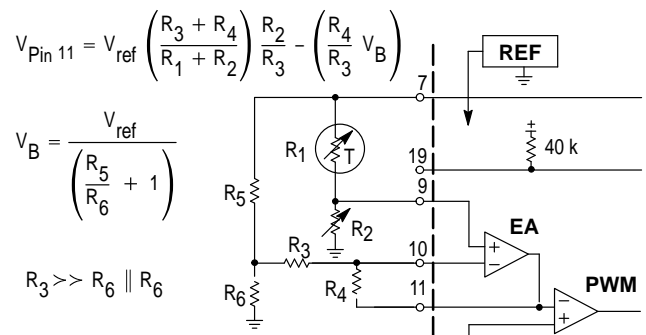 V_Pin 11 = V_ref ( (R_3 + R_4) / (R_1 + R_2) ) R_2 / R_3 - ( R_4 / R_3 V_B )
V_B = V_ref / ( R_5 / R_6 + 1 )
R_3 >> R_6 || R_6
REF
7
R_1
T
+
40 k
19
9
R_5
R_2
EA
+
−
R_3
10
R_6
R_4
11
PWM
−
+